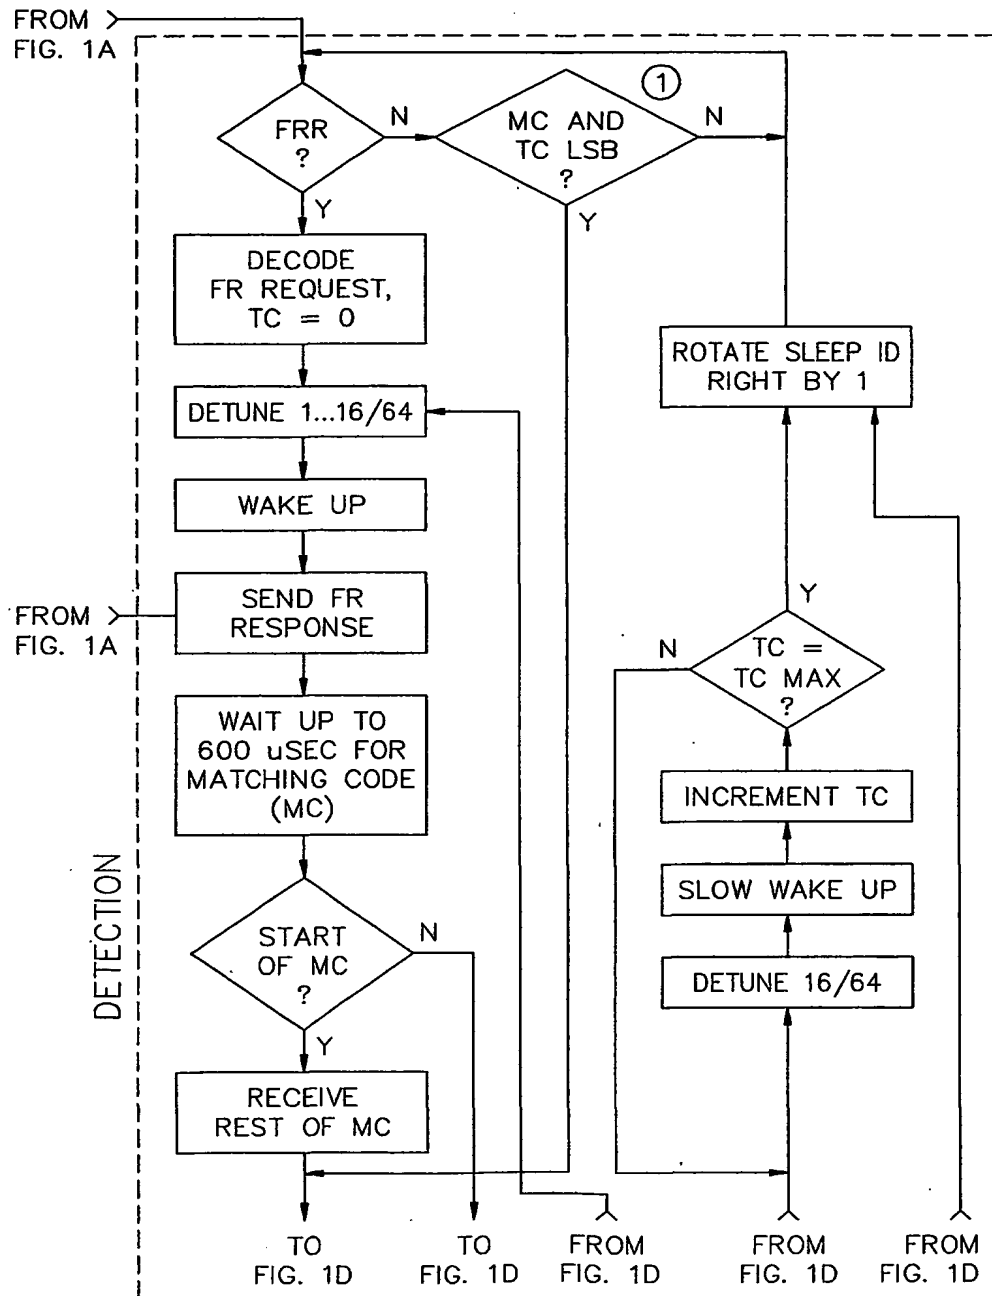 FROM
FIG. 1A
1
FRR
?
N
MC AND
TC LSB
?
N
Y
Y
DECODE
FR REQUEST,
TC = 0
ROTATE SLEEP ID
RIGHT BY 1
DETUNE 1...16/64
WAKE UP
SEND FR
RESPONSE
FROM
FIG. 1A
Y
N
TC =
TC MAX
?
WAIT UP TO
600 uSEC FOR
MATCHING CODE
(MC)
INCREMENT TC
SLOW WAKE UP
DETUNE 16/64
DETECTION
START
OF MC
?
N
Y
RECEIVE
REST OF MC
TO
FIG. 1D
TO
FIG. 1D
FROM
FIG. 1D
FROM
FIG. 1D
FROM
FIG. 1D